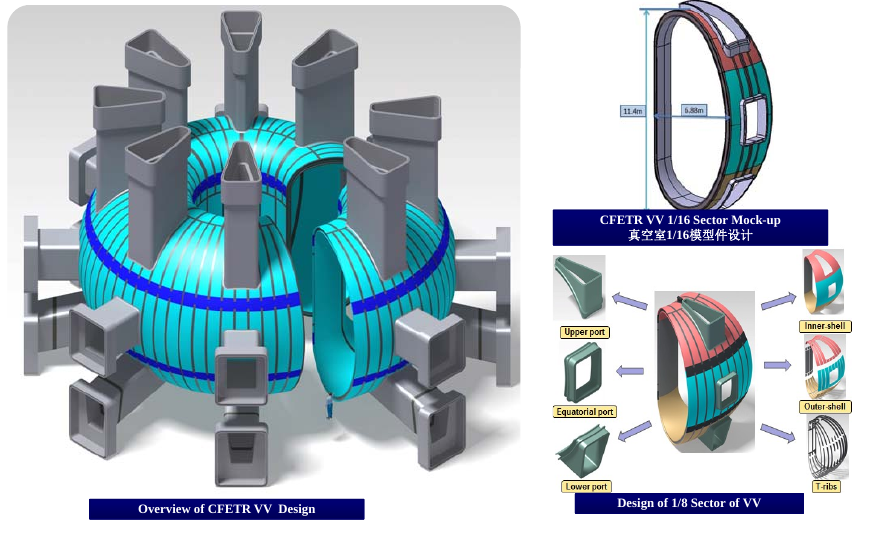 11.4m
5.88m
CFETR VV 1/16 Sector Mock-up
真空室1/16模型件设计
Upper port
Inner-shell
Equatorial port
Outer-shell
Lower port
T-ribs
Overview of CFETR VV Design
Design of 1/8 Sector of VV